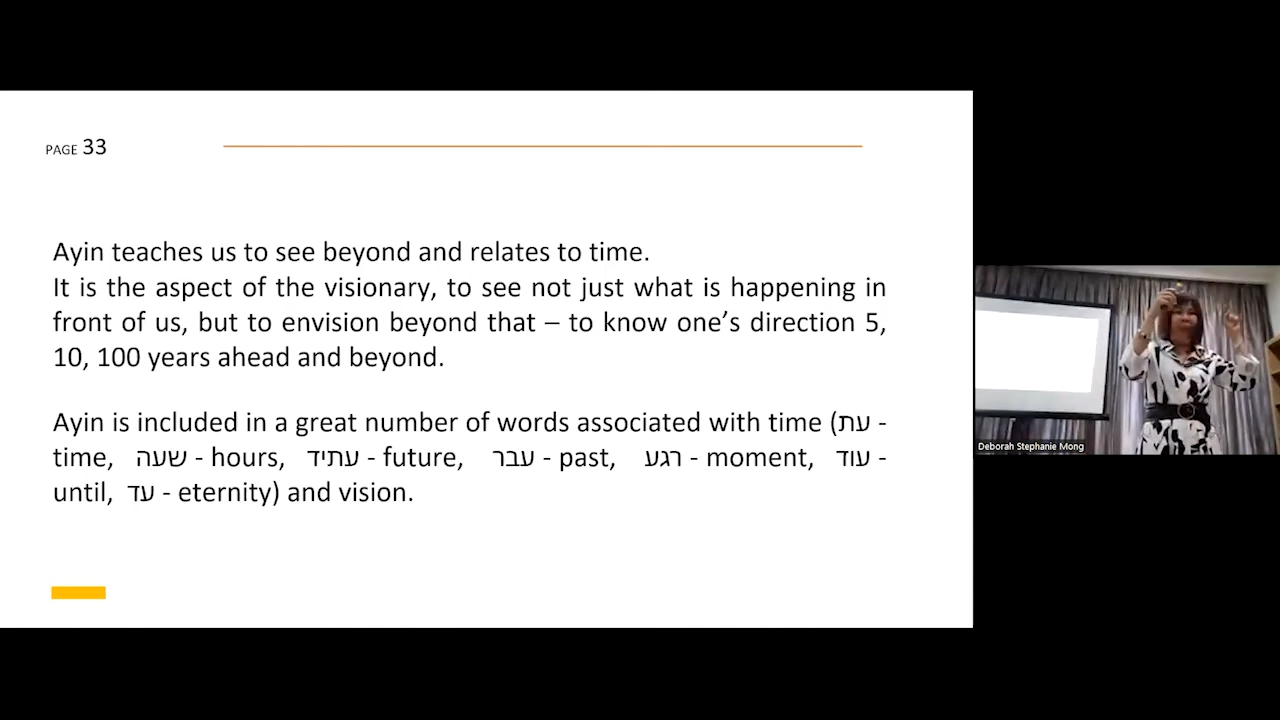 PAGE 33
Ayin teaches us to see beyond and relates to time.
It is the aspect of the visionary, to see not just what is happening in
front of us, but to envision beyond that – to know one’s direction 5,
10, 100 years ahead and beyond.
Ayin is included in a great number of words associated with time (עת -
time, שעה - hours, עתיד - future, עבר - past, רגע - moment, עוד -
until, עד - eternity) and vision.
Deborah Stephanie Mong